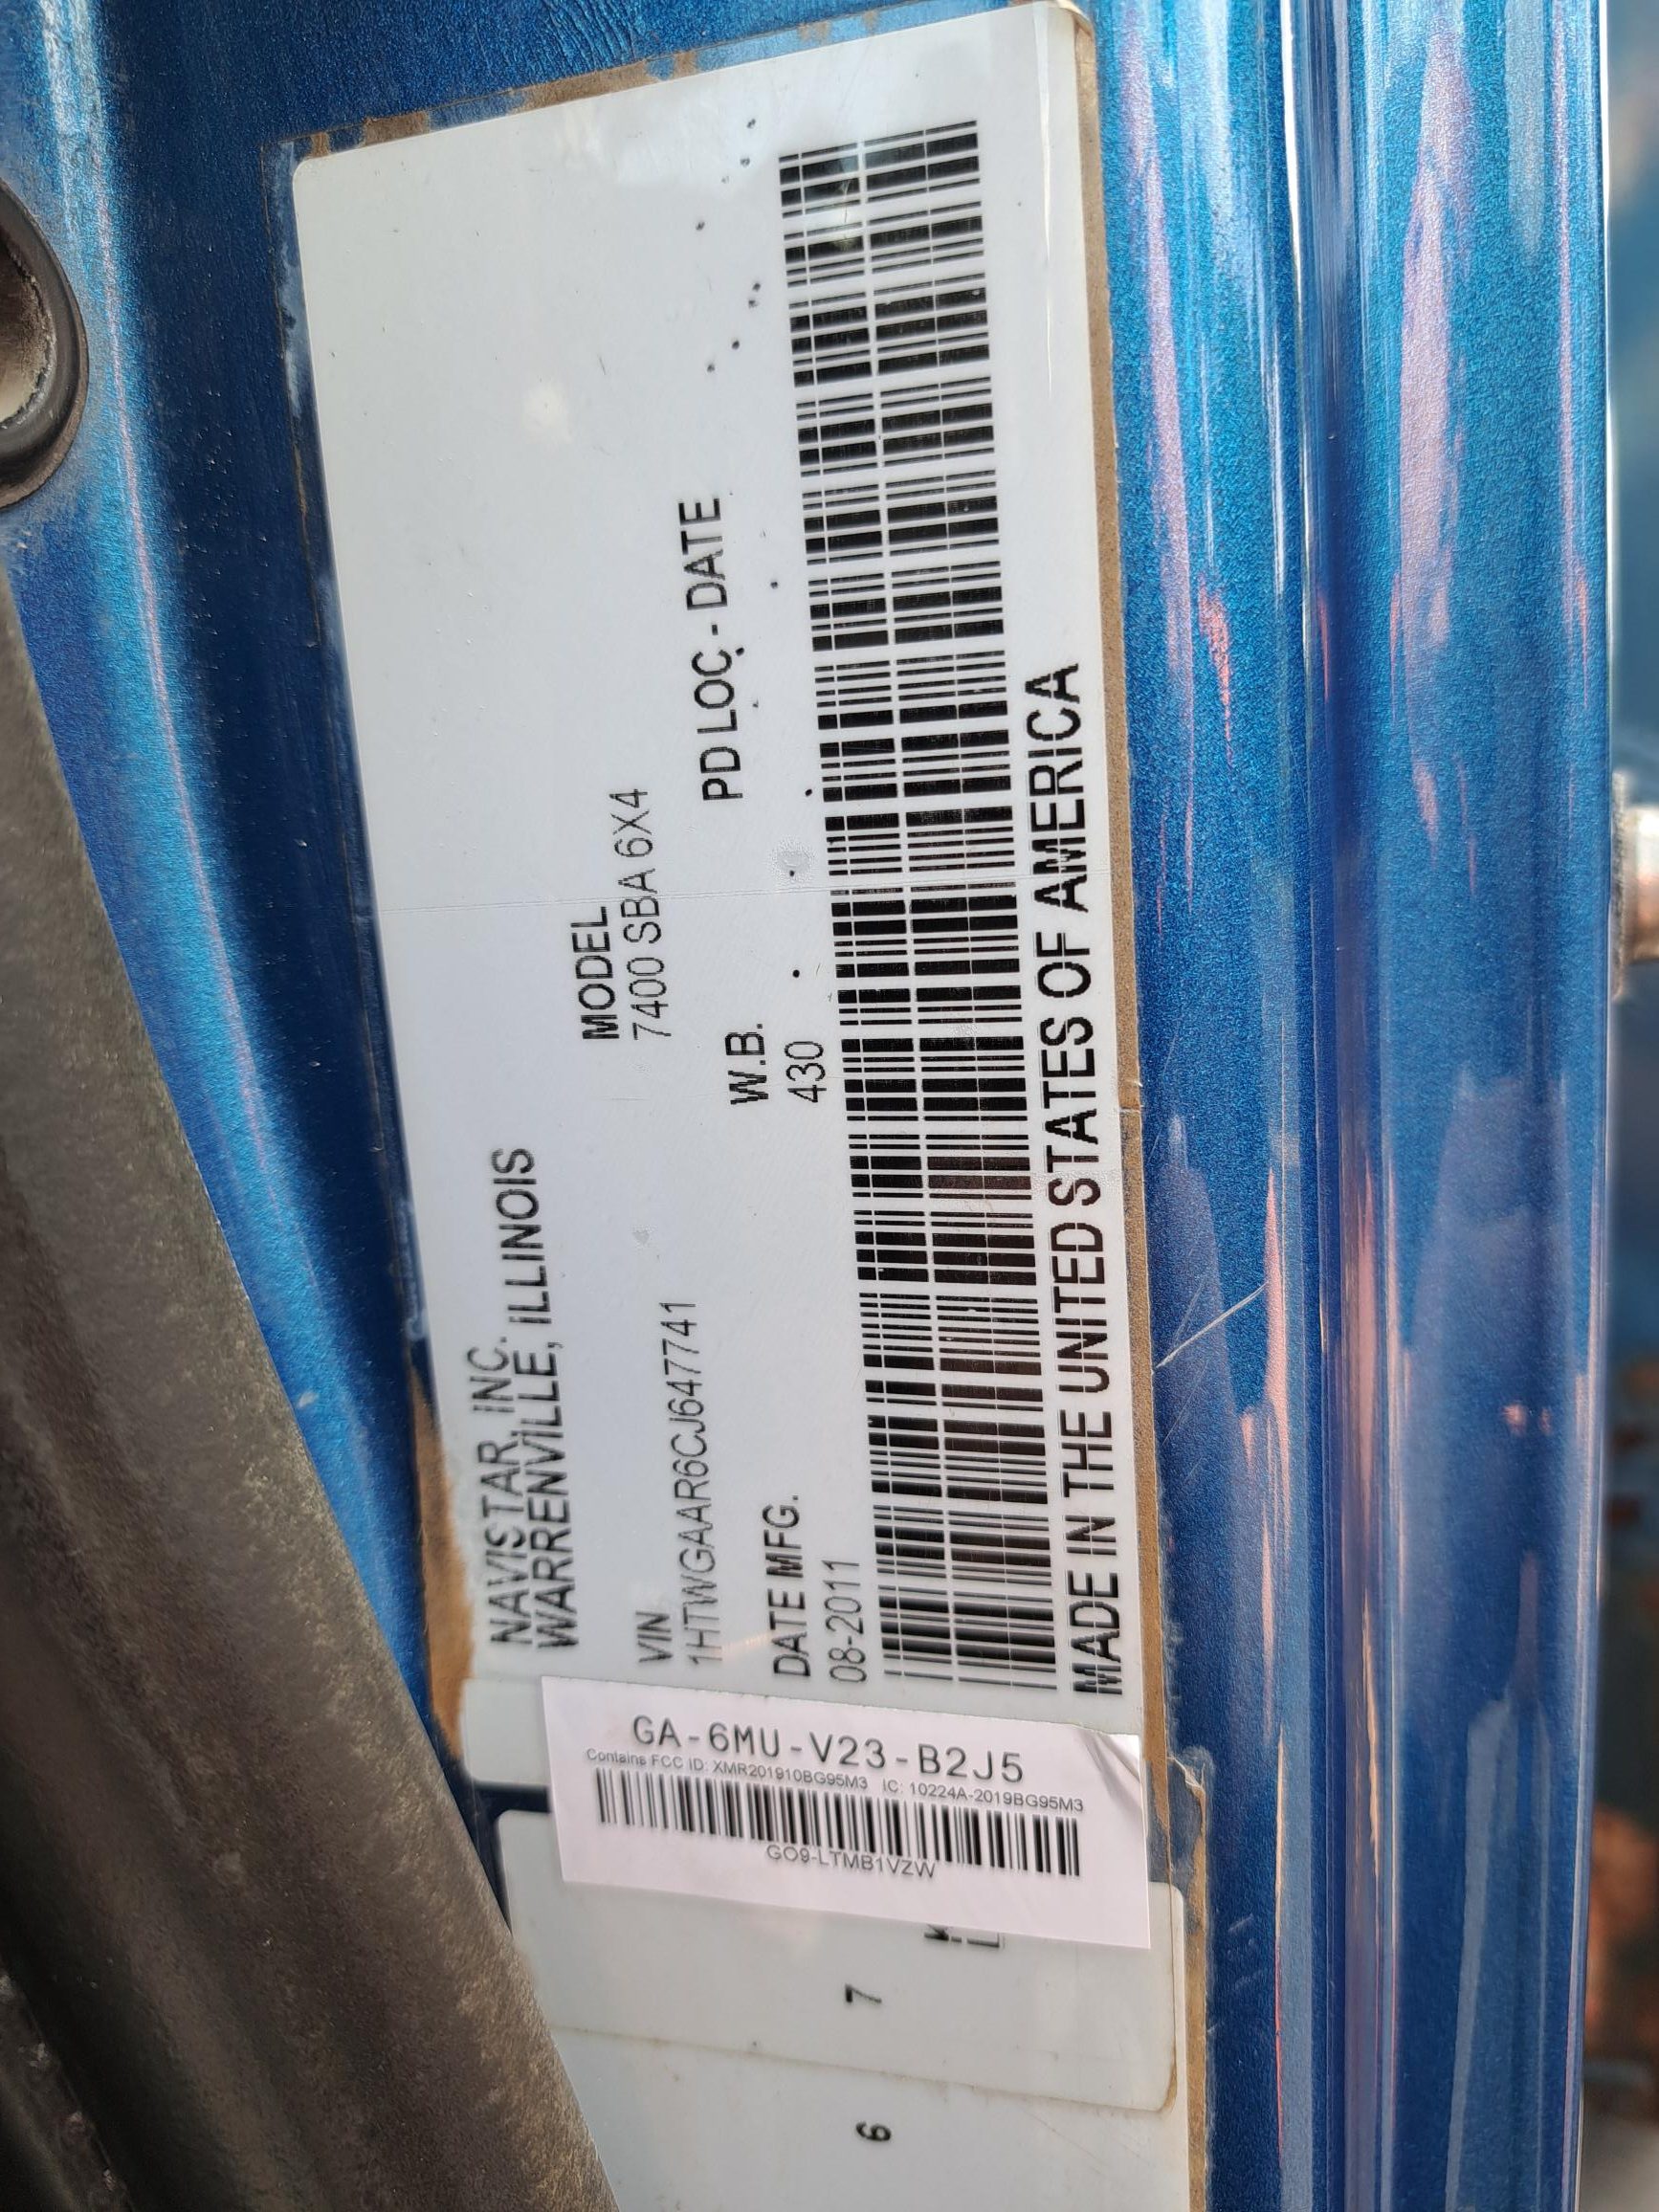 NAVISTAR, INC.
WARRENVILLE, ILLINOIS
MODEL
7400 SBA 6X4
VIN
1HTWGAAR6CJ647741
W.B.
430
PD LOC - DATE
DATE MFG.
08-2011
MADE IN THE UNITED STATES OF AMERICA
GA-6MU-V23-B2J5
Contains FCC ID: XMR201910BG95M3 IC: 10224A-2019BG95M3
GO9-LTMB1VZW
7
6